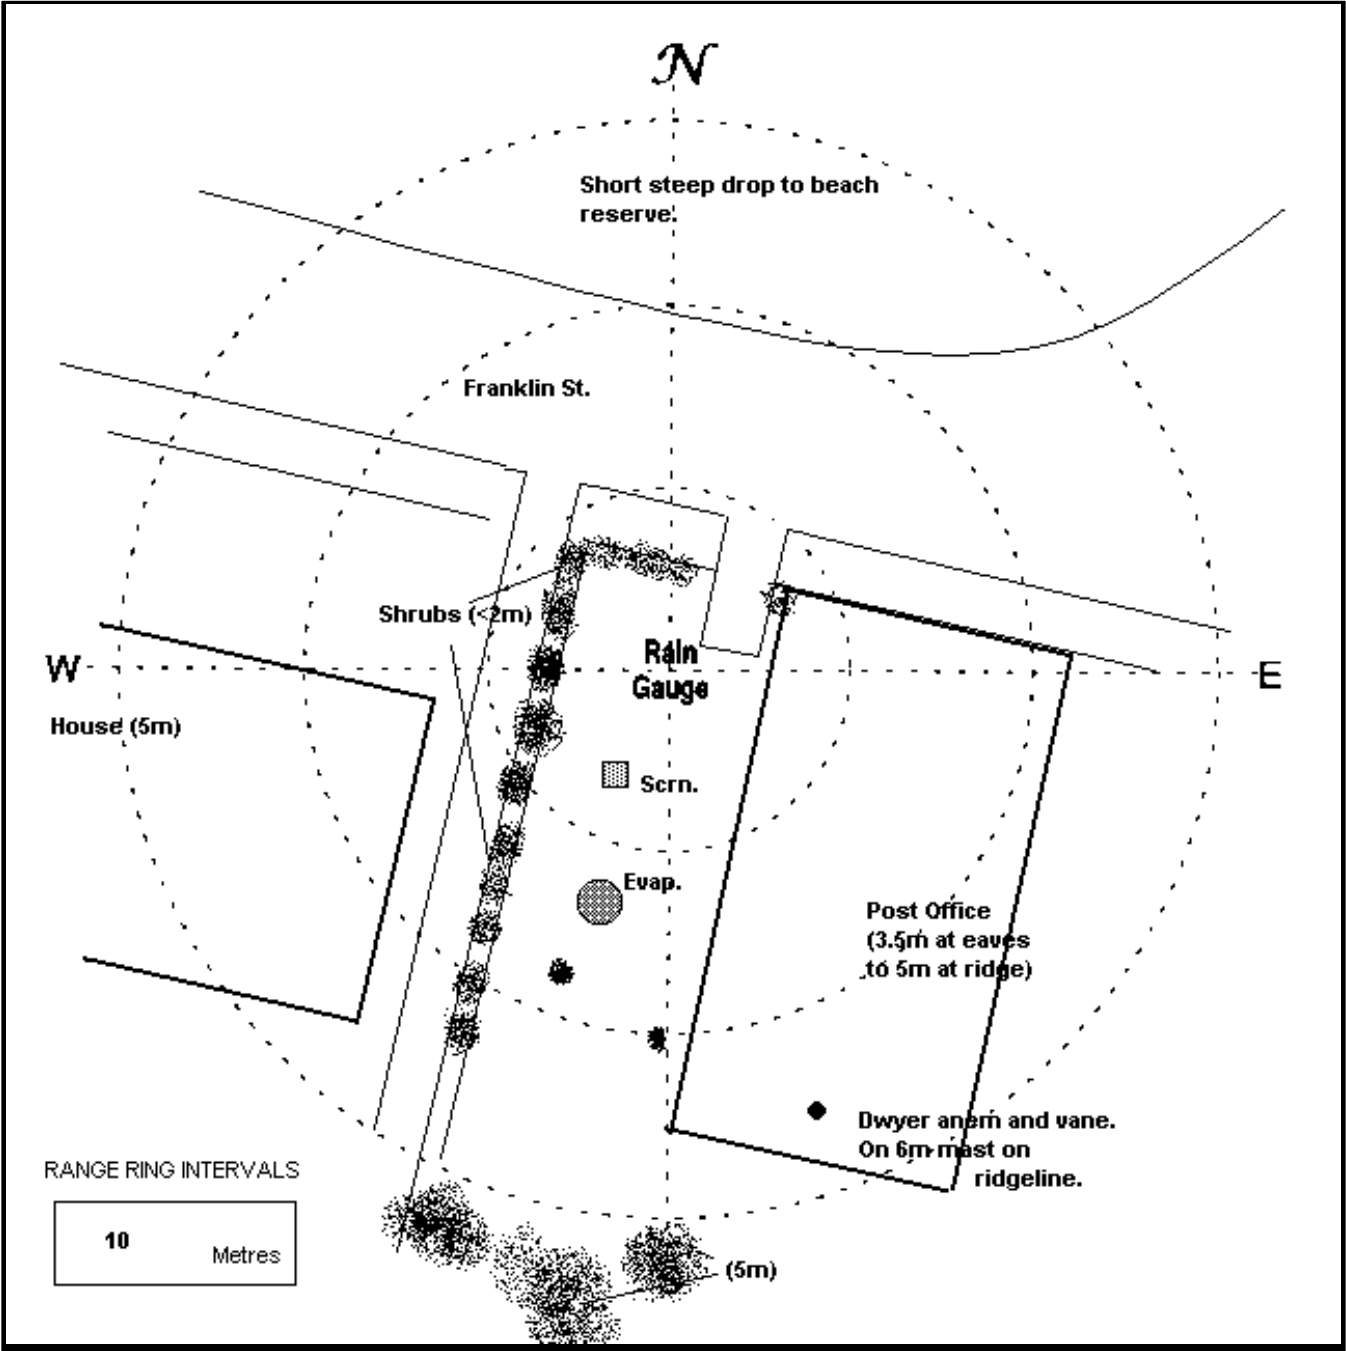 N
Short steep drop to beach
reserve.
Franklin St.
Shrubs (<2m)
Rain
Gauge
W
E
House (5m)
Scrn.
Evap.
Post Office
(3.5m at eaves
to 5m at ridge)
Dwyer anem and vane.
On 6m mast on
ridgeline.
RANGE RING INTERVALS
10 Metres
(5m)